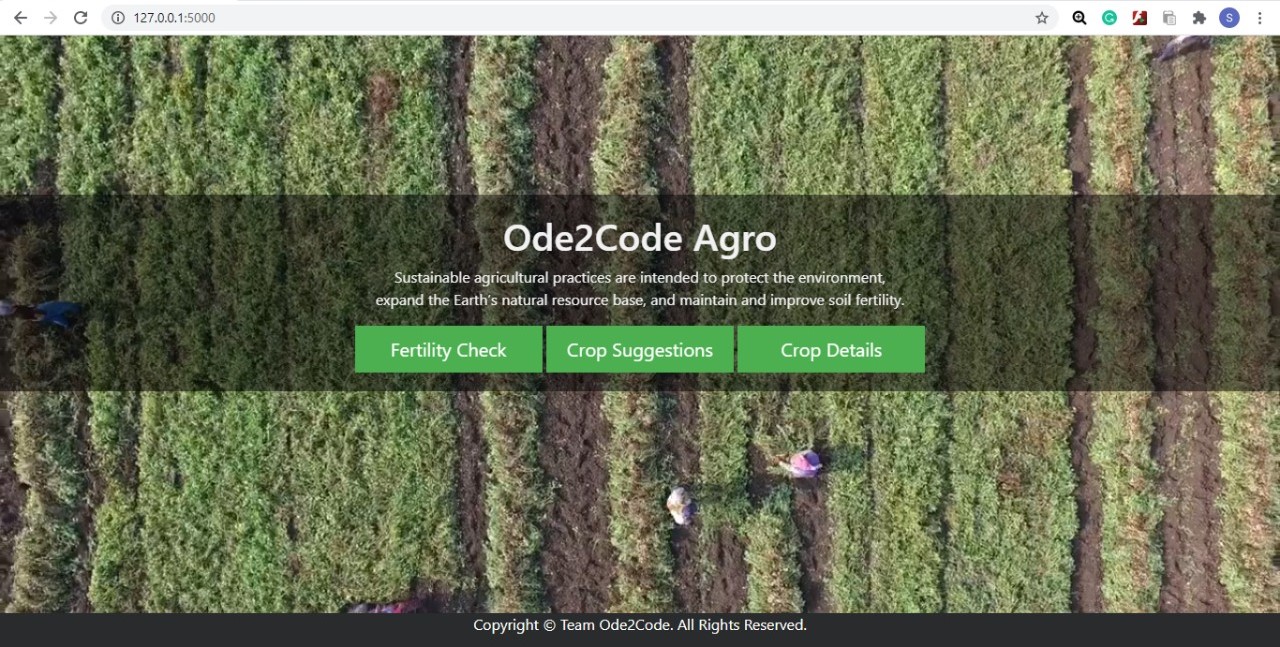 127.0.0.1:5000
S
Ode2Code Agro
Sustainable agricultural practices are intended to protect the environment,
expand the Earth's natural resource base, and maintain and improve soil fertility.
Fertility Check
Crop Suggestions
Crop Details
Copyright © Team Ode2Code. All Rights Reserved.